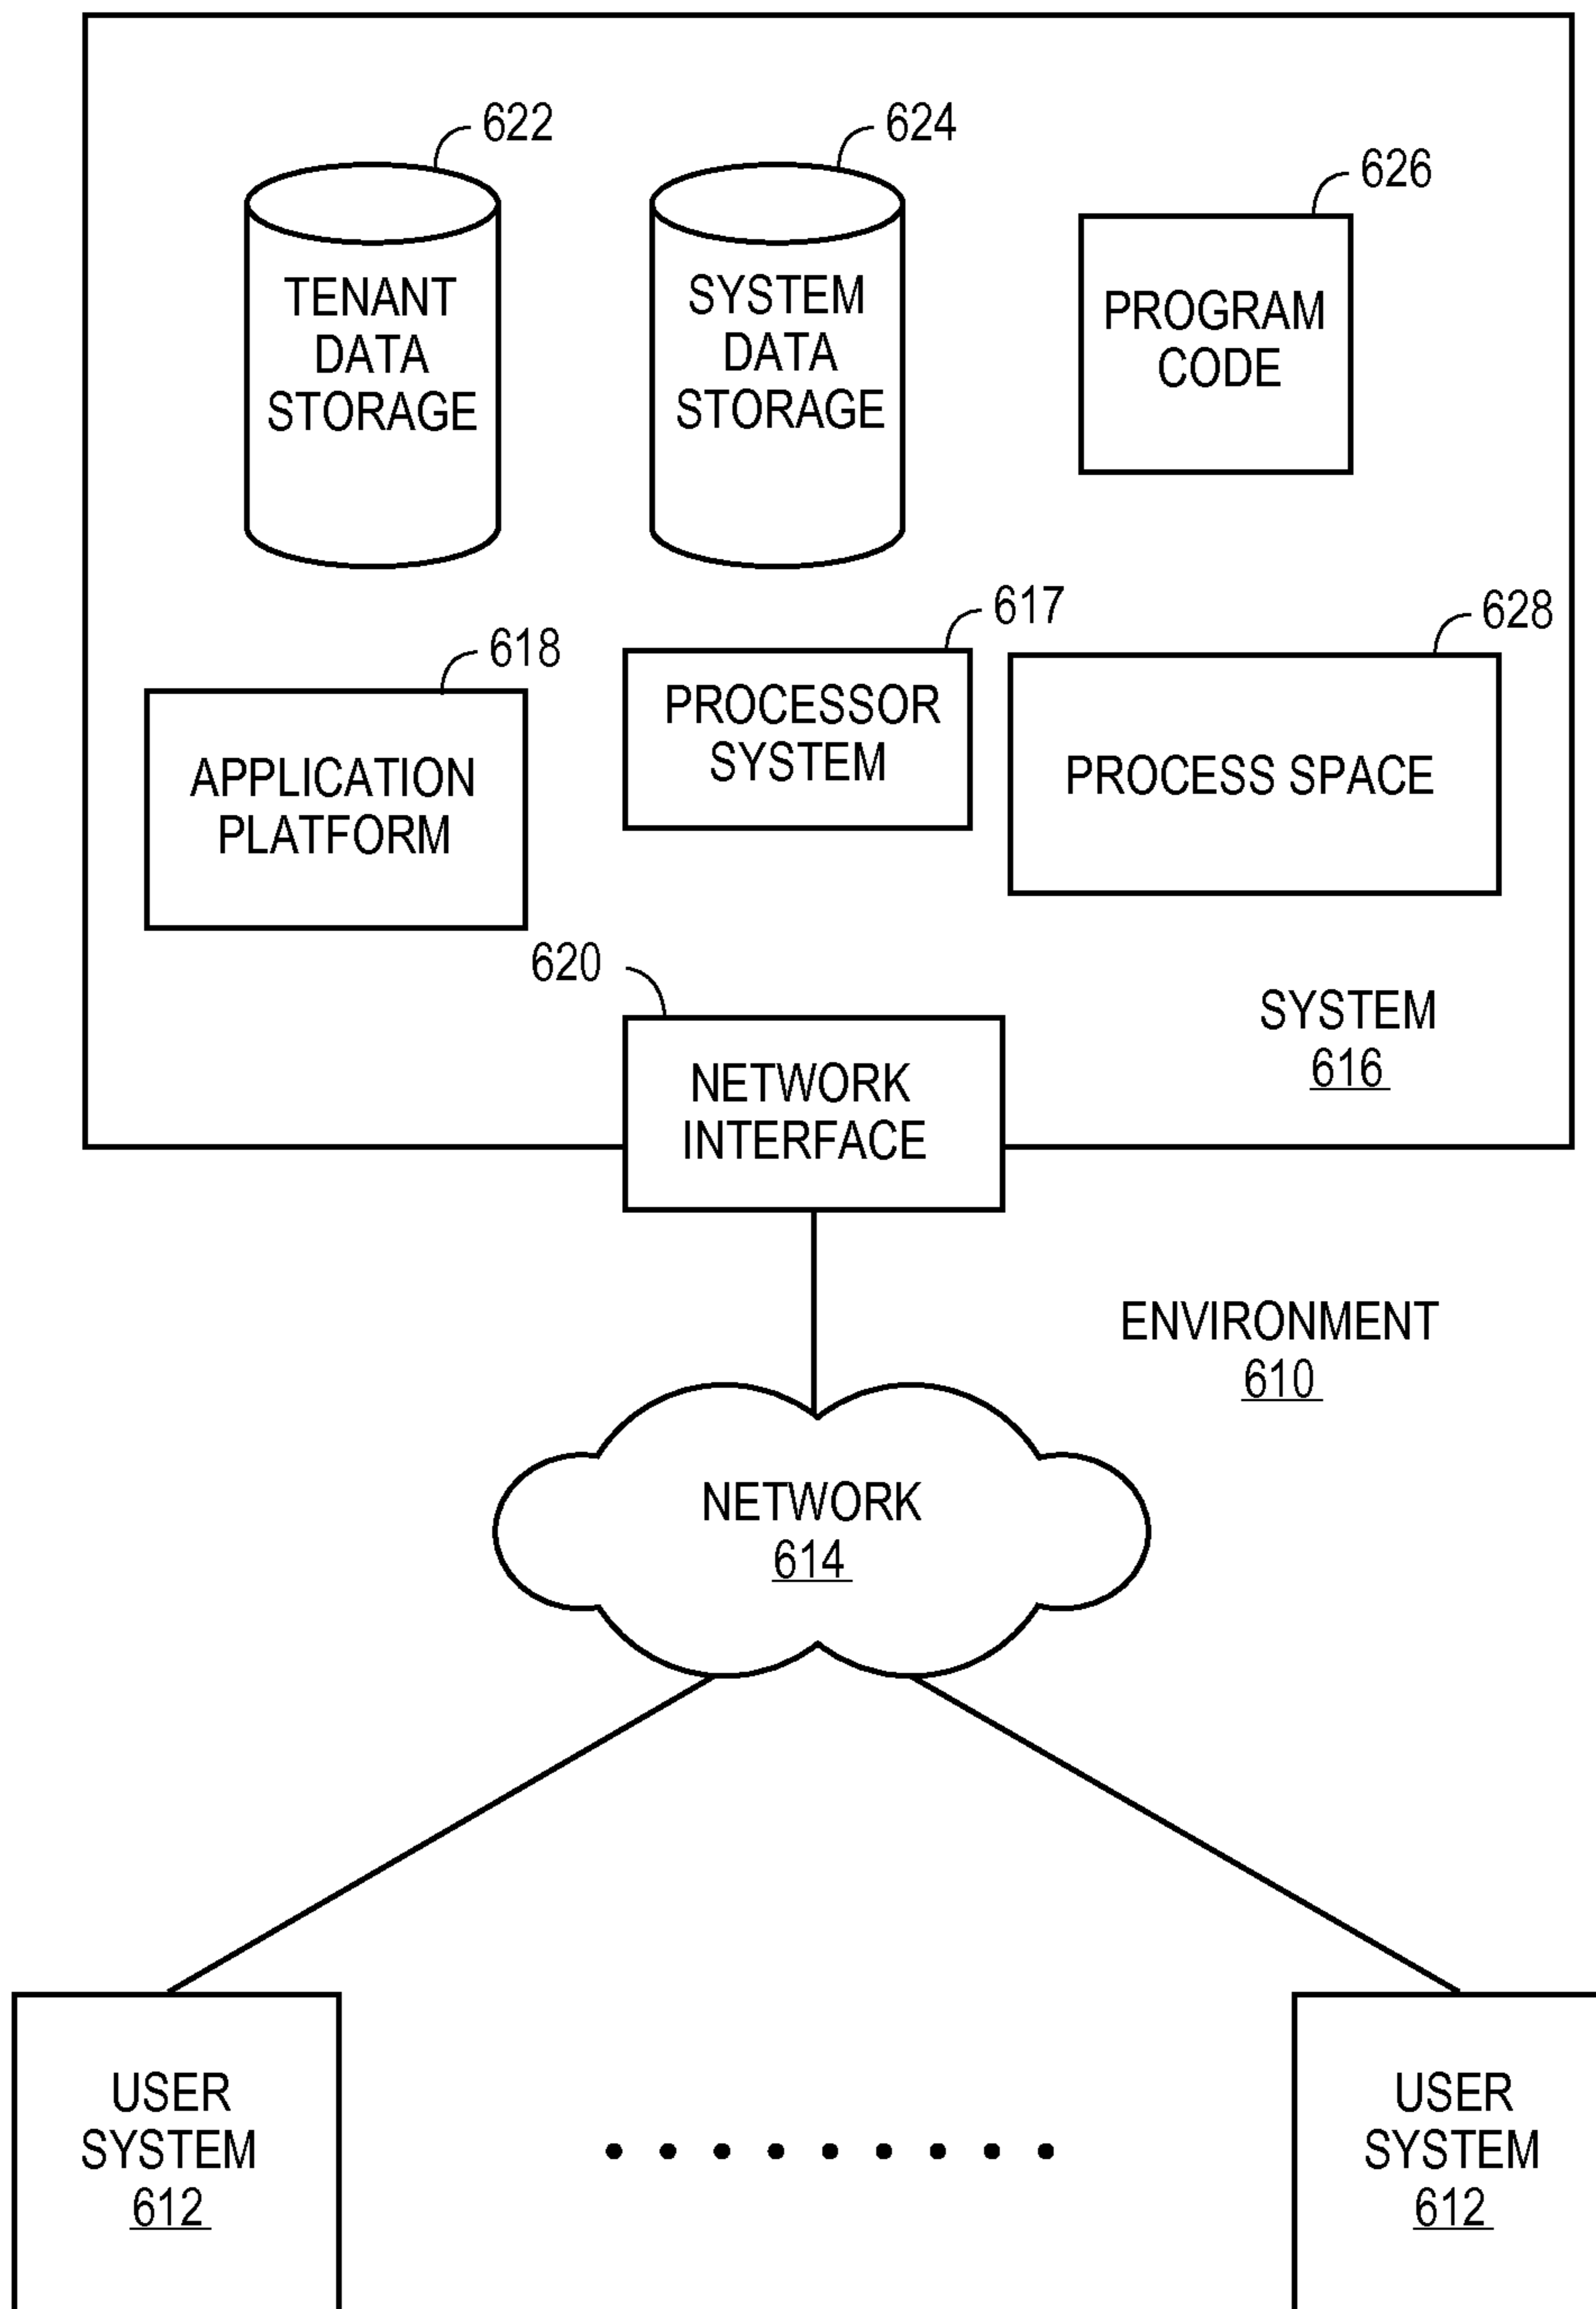 622
624
626
TENANT
DATA
STORAGE
SYSTEM
DATA
STORAGE
PROGRAM
CODE
618
617
628
APPLICATION
PLATFORM
PROCESSOR
SYSTEM
PROCESS SPACE
620
NETWORK
INTERFACE
SYSTEM
616
ENVIRONMENT
610
NETWORK
614
USER
SYSTEM
612
USER
SYSTEM
612